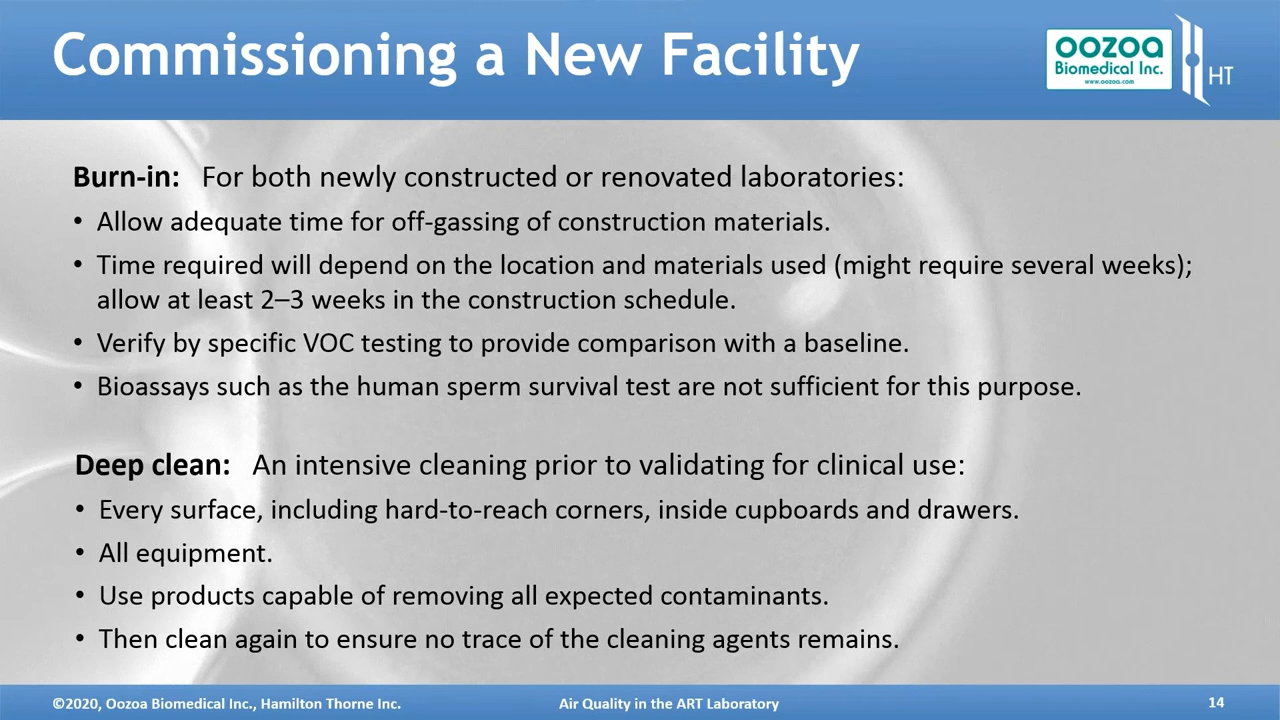 Commissioning a New Facility
oozoa
Biomedical Inc.
www.oozoa.com
HT
Burn-in: For both newly constructed or renovated laboratories:
• Allow adequate time for off-gassing of construction materials.
• Time required will depend on the location and materials used (might require several weeks);
allow at least 2–3 weeks in the construction schedule.
• Verify by specific VOC testing to provide comparison with a baseline.
• Bioassays such as the human sperm survival test are not sufficient for this purpose.
Deep clean: An intensive cleaning prior to validating for clinical use:
• Every surface, including hard-to-reach corners, inside cupboards and drawers.
• All equipment.
• Use products capable of removing all expected contaminants.
• Then clean again to ensure no trace of the cleaning agents remains.
©2020, Oozoa Biomedical Inc., Hamilton Thorne Inc.
Air Quality in the ART Laboratory
14